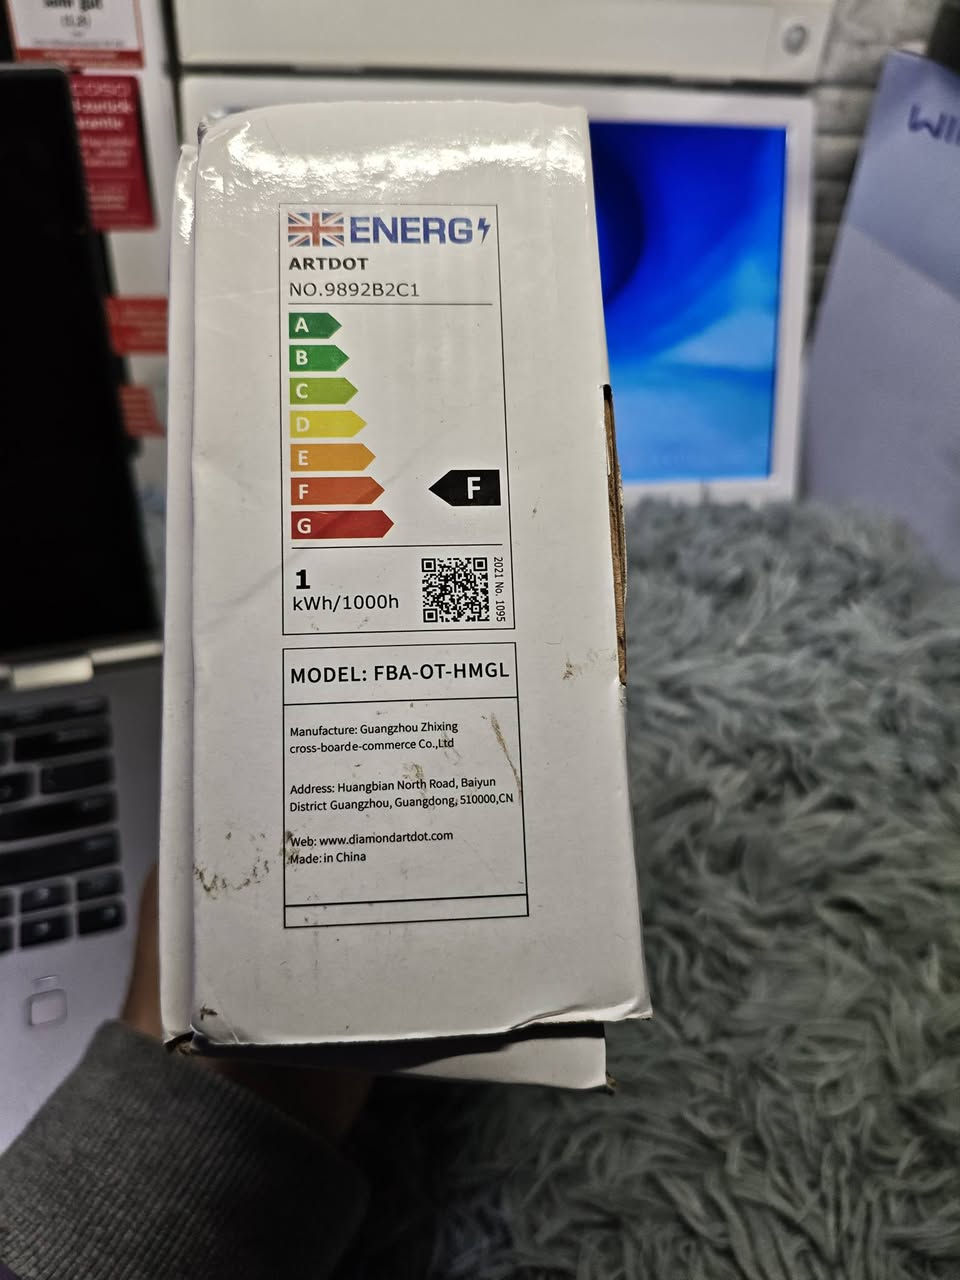 sehr gut
ENERG
ARTDOT
NO.9892B2C1
A
B
C
D
E
F
F
G
1
kWh/1000h
2021 No. 1095
MODEL: FBA-OT-HMGL
Manufacture: Guangzhou Zhixing
cross-boarde-commerce Co.,Ltd
Address: Huangbian North Road, Baiyun
District Guangzhou, Guangdong, 510000,CN
Web: www.diamondartdot.com
Made: in China